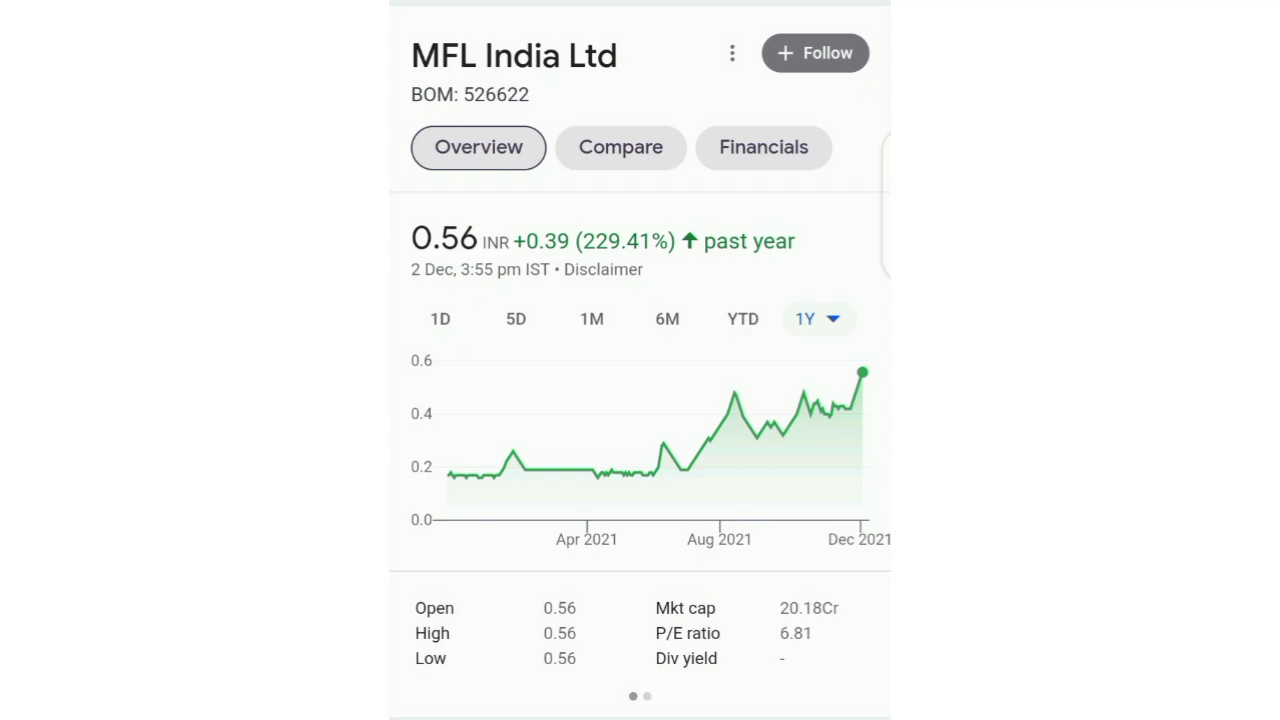 MFL India Ltd
+ Follow
BOM: 526622
Overview Compare Financials
0.56 INR +0.39 (229.41%) ↑ past year
2 Dec, 3:55 pm IST • Disclaimer
1D 5D 1M 6M YTD 1Y
0.6
0.4
0.2
0.0
Apr 2021 Aug 2021 Dec 2021
Open 0.56 Mkt cap 20.18Cr
High 0.56 P/E ratio 6.81
Low 0.56 Div yield -